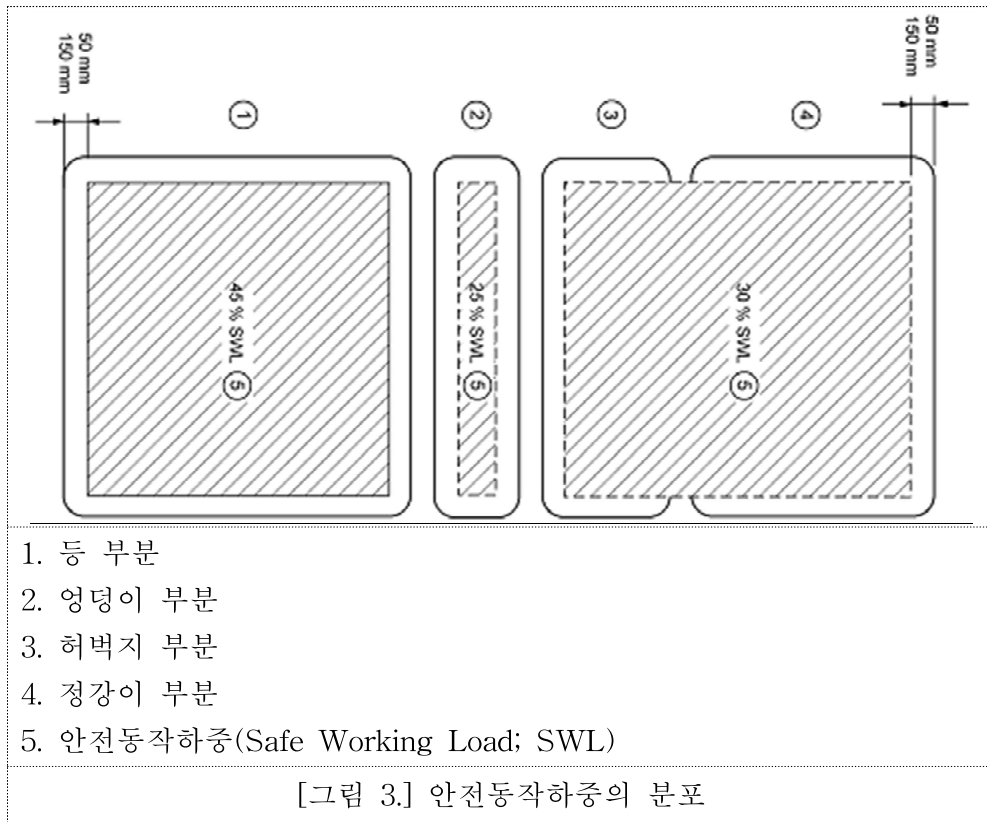 50 mm
150 mm
50 mm
150 mm
1
2
3
4
45 % SWL 5
25 % SWL 5
30 % SWL 5
1. 등 부분
2. 엉덩이 부분
3. 허벅지 부분
4. 정강이 부분
5. 안전동작하중(Safe Working Load; SWL)
[그림 3.] 안전동작하중의 분포